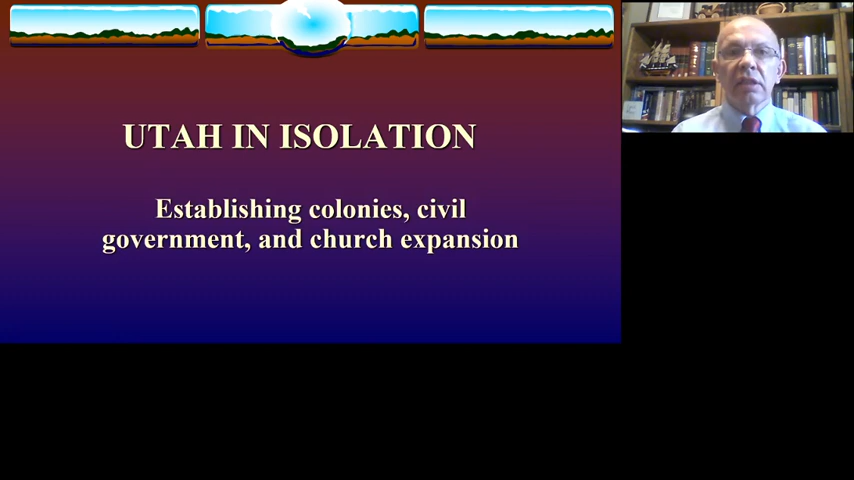 UTAH IN ISOLATION
Establishing colonies, civil
government, and church expansion